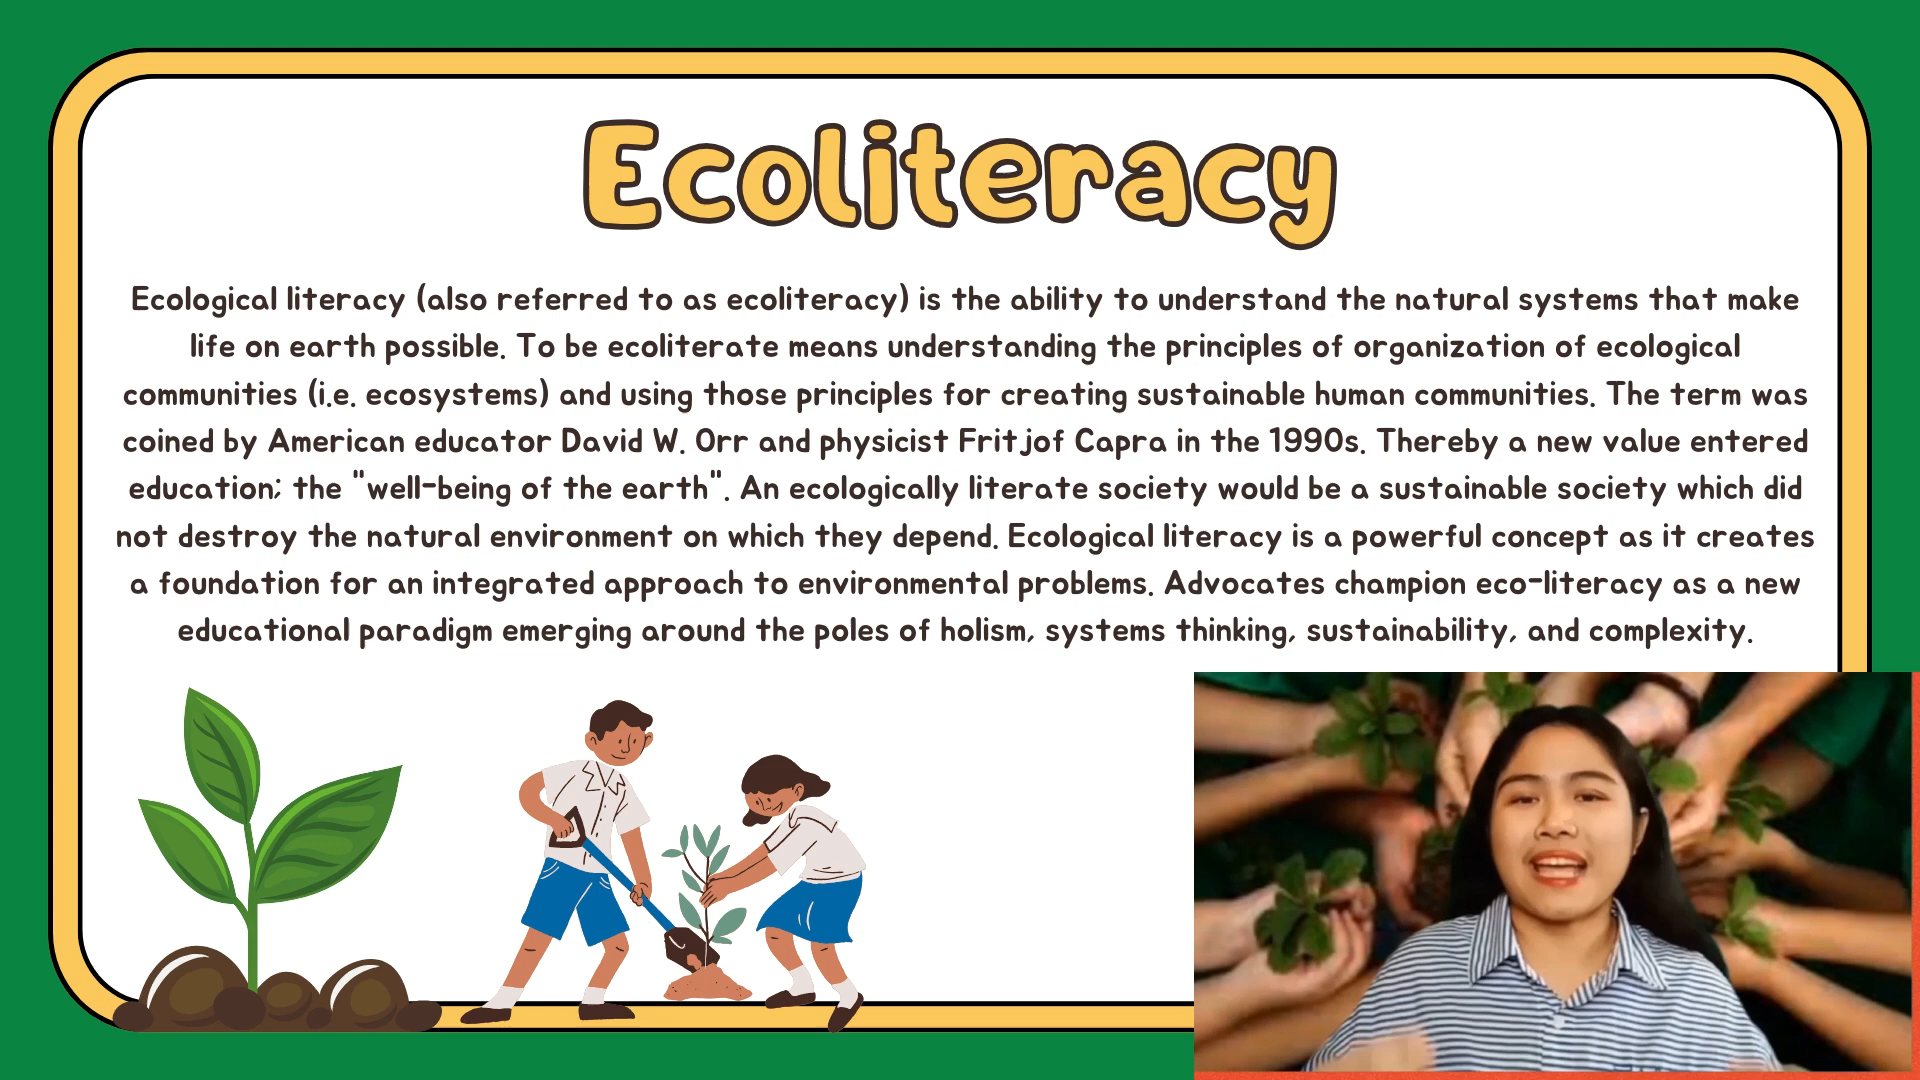 Ecoliteracy
Ecological literacy (also referred to as ecoliteracy) is the ability to understand the natural systems that make
life on earth possible. To be ecoliterate means understanding the principles of organization of ecological
communities (i.e. ecosystems) and using those principles for creating sustainable human communities. The term was
coined by American educator David W. Orr and physicist Fritjof Capra in the 1990s. Thereby a new value entered
education; the "well-being of the earth". An ecologically literate society would be a sustainable society which did
not destroy the natural environment on which they depend. Ecological literacy is a powerful concept as it creates
a foundation for an integrated approach to environmental problems. Advocates champion eco-literacy as a new
educational paradigm emerging around the poles of holism, systems thinking, sustainability, and complexity.